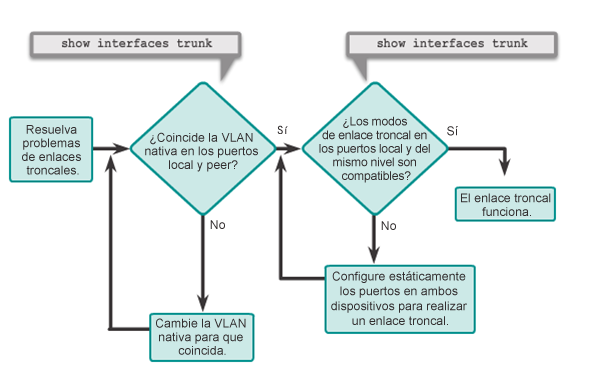 show interfaces trunk
show interfaces trunk
Resuelva
problemas
de enlaces
troncales.
¿Coincide la VLAN
nativa en los puertos
local y peer?
Sí
¿Los modos
de enlace troncal en
los puertos local y del
mismo nivel son
compatibles?
Sí
El enlace troncal
funciona.
No
No
Cambie la VLAN
nativa para que
coincida.
Configure estáticamente
los puertos en ambos
dispositivos para realizar
un enlace troncal.